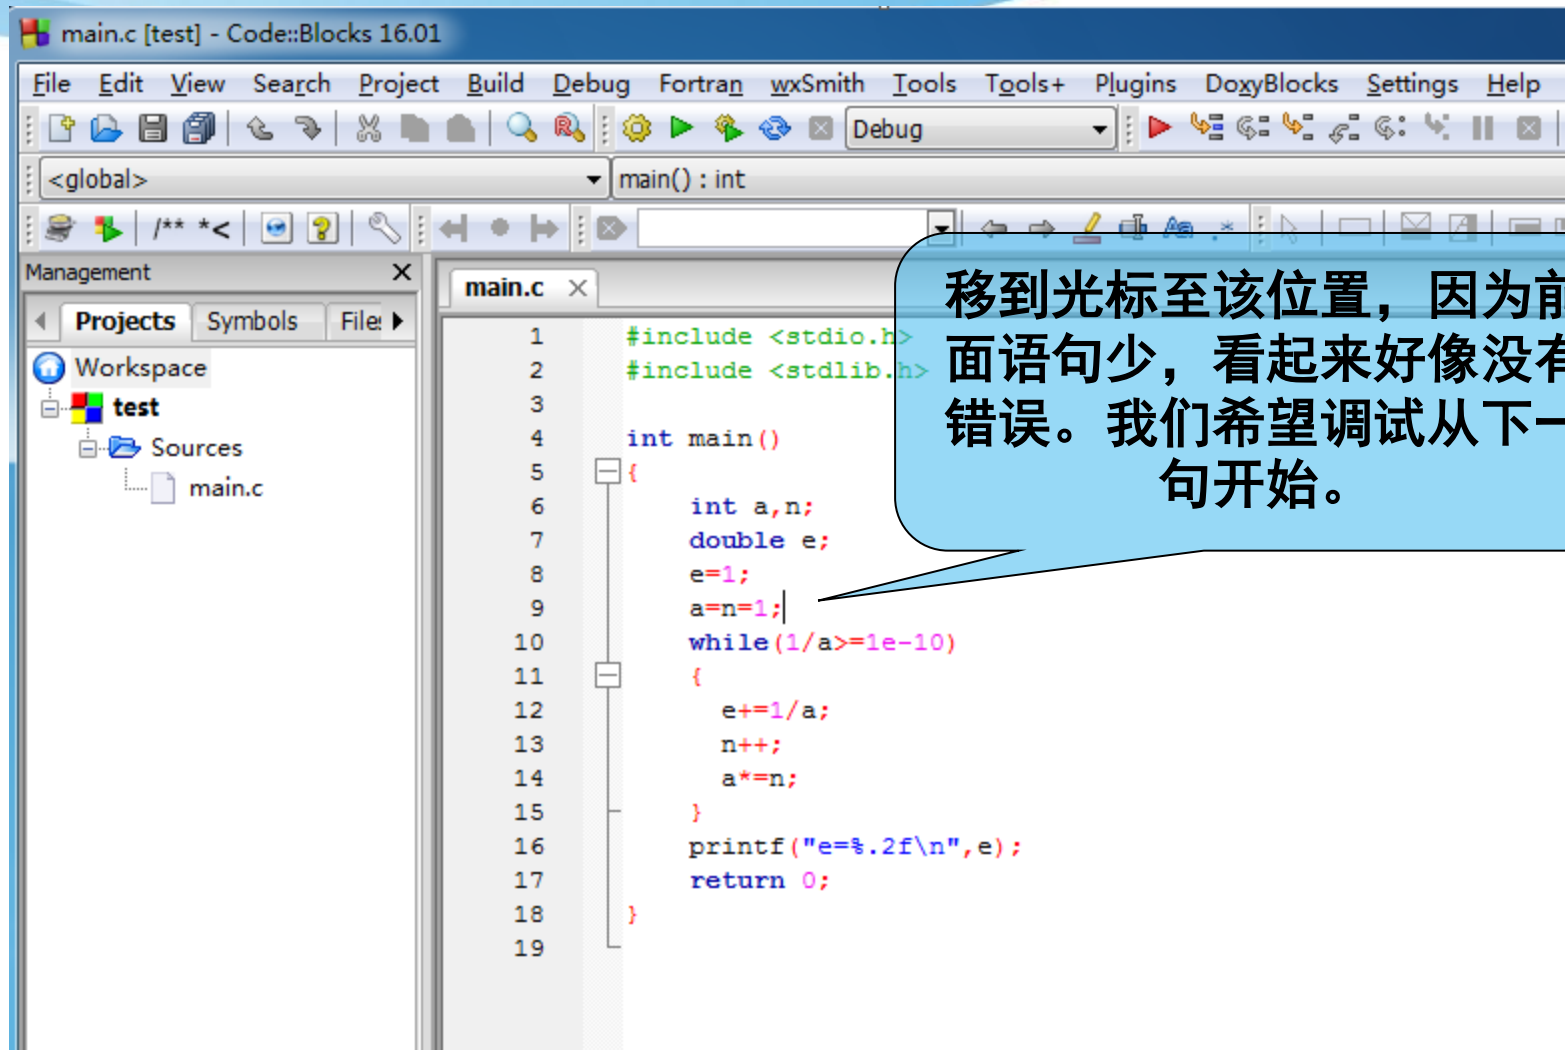 main.c [test] - Code::Blocks 16.01
File Edit View Search Project Build Debug Fortran wxSmith Tools Tools+ Plugins DoxyBlocks Settings Help
Debug
<global> main() : int
/** *<
Management
main.c
Projects Symbols Files
Workspace
test
Sources
main.c
移到光标至该位置，因为前
面语句少，看起来好像没有
错误。我们希望调试从下一
句开始。
1 #include <stdio.h>
2 #include <stdlib.h>
3
4 int main()
5 {
6 int a,n;
7 double e;
8 e=1;
9 a=n=1;
10 while(1/a>=1e-10)
11 {
12 e+=1/a;
13 n++;
14 a*=n;
15 }
16 printf("e=%.2f\n",e);
17 return 0;
18 }
19